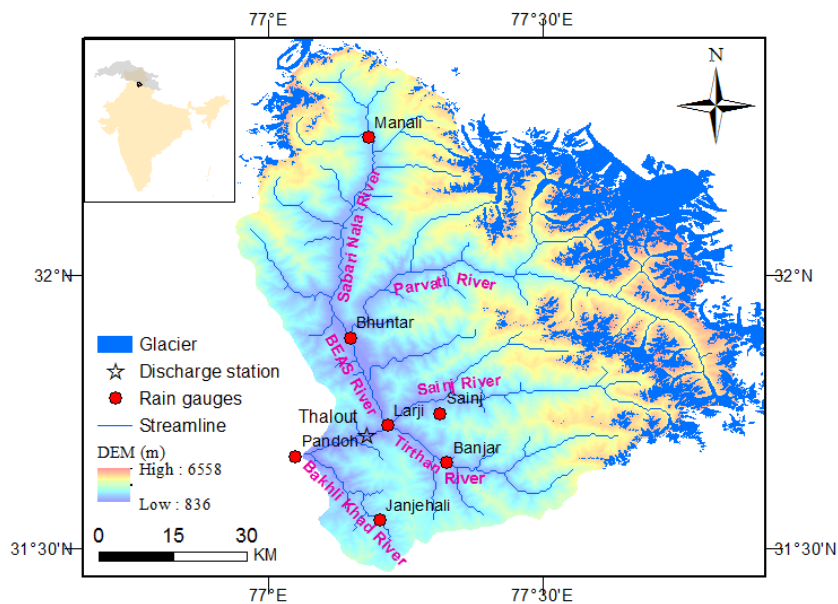 77°E
77°30'E
N
Manali
Sabari Nala River
32°N
32°N
Parvati River
Bhuntar
Glacier
BEAS River
Discharge station
Sainj River
Rain gauges
Sainj
Thalout
Larji
Streamline
Pandoh
Banjar
DEM (m)
Tirthan River
High : 6558
Bakhli Khad River
Low : 836
Janjehali
0 15 30
KM
31°30'N
31°30'N
77°E
77°30'E